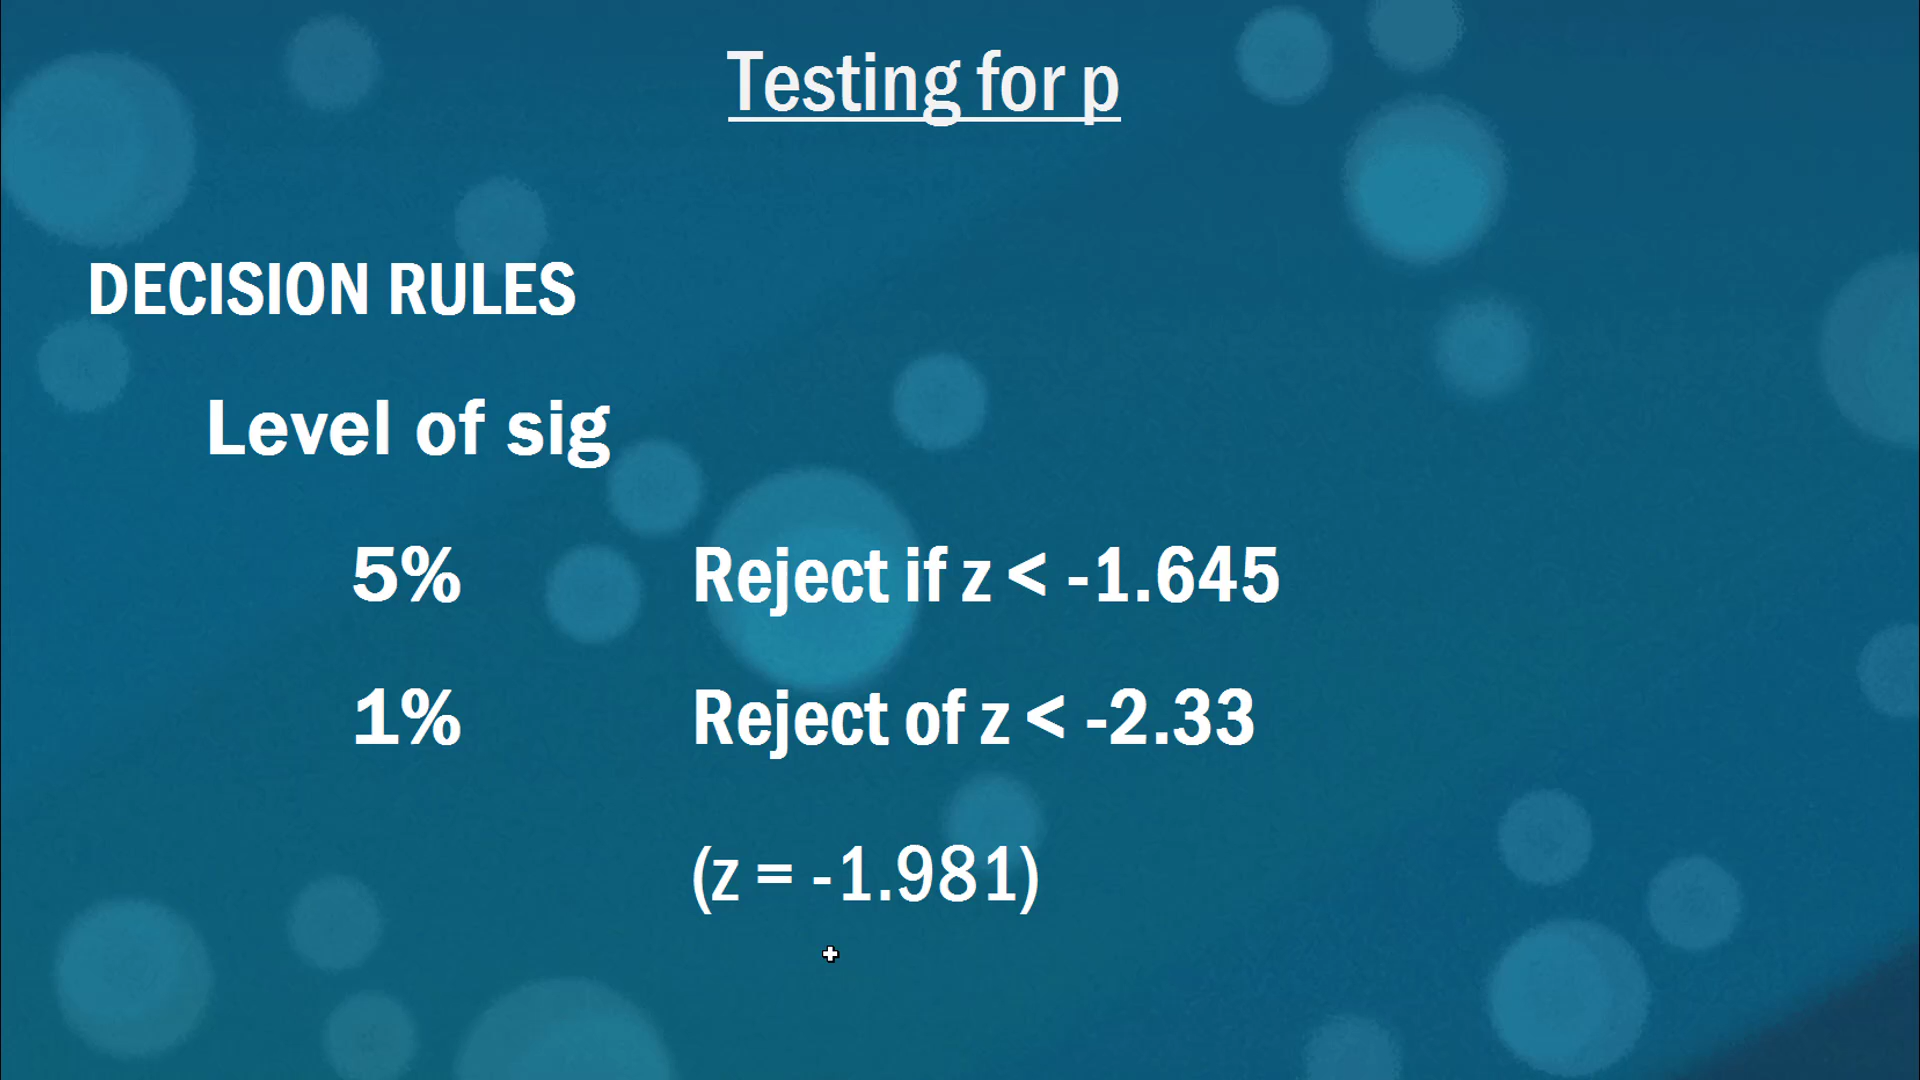 Testing for p
DECISION RULES
Level of sig
5% Reject if z < -1.645
1% Reject of z < -2.33
(z = -1.981)